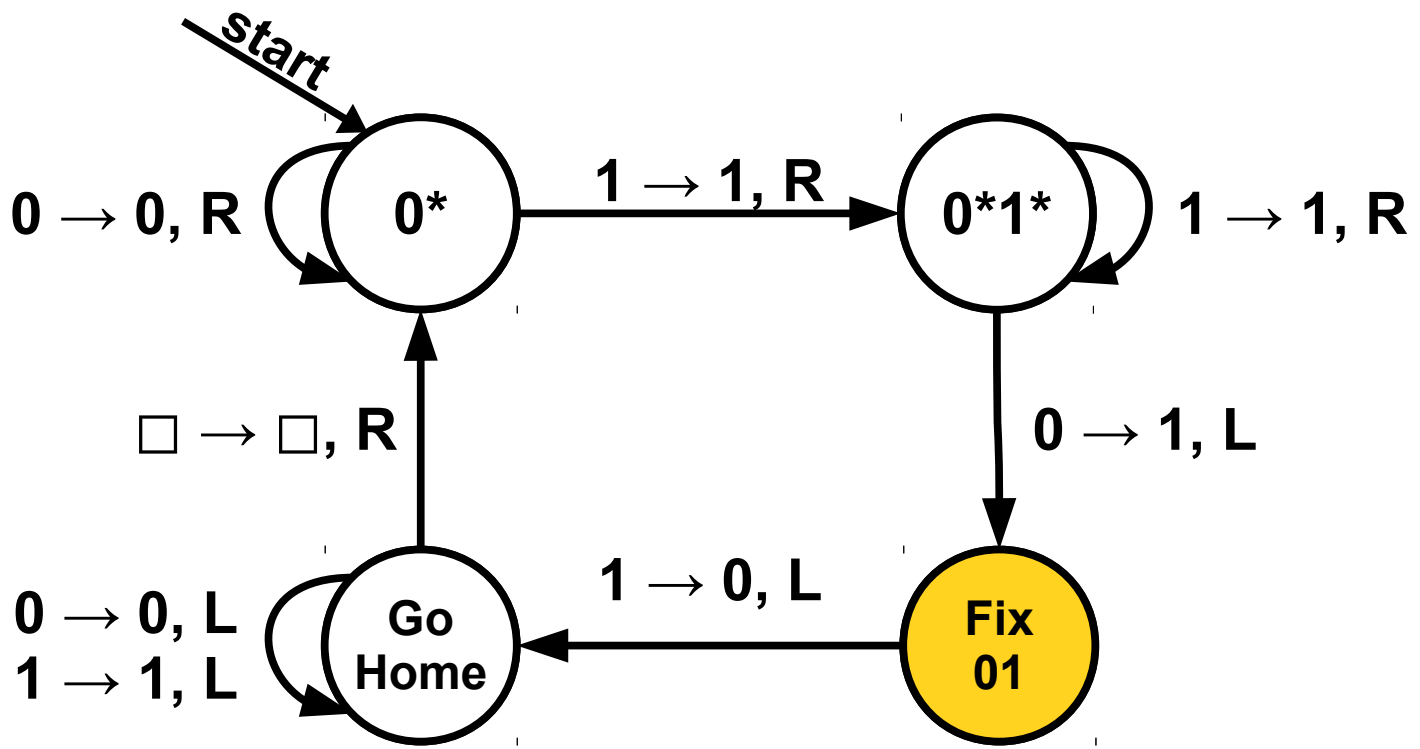 start
0 → 0, R
0*
1 → 1, R
0*1*
1 → 1, R
□ → □, R
0 → 1, L
0 → 0, L
1 → 1, L
Go
Home
1 → 0, L
Fix
01